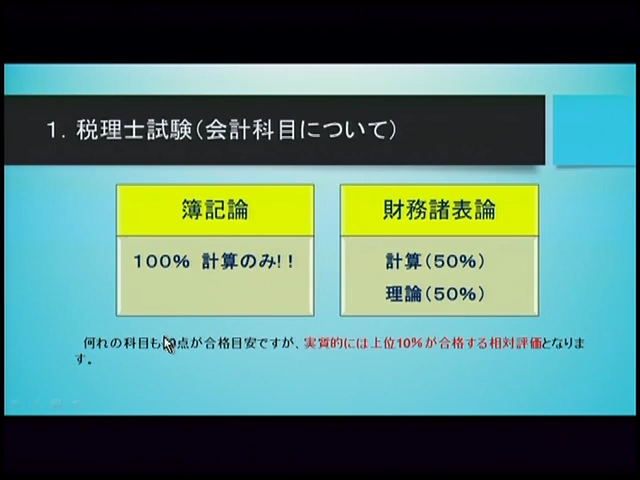 1. 税理士試験(会計科目について)
簿記論
100% 計算のみ!!
財務諸表論
計算(50%)
理論(50%)
何れの科目も0点が合格目安ですが、実質的には上位10%が合格する相対評価となりま
す。